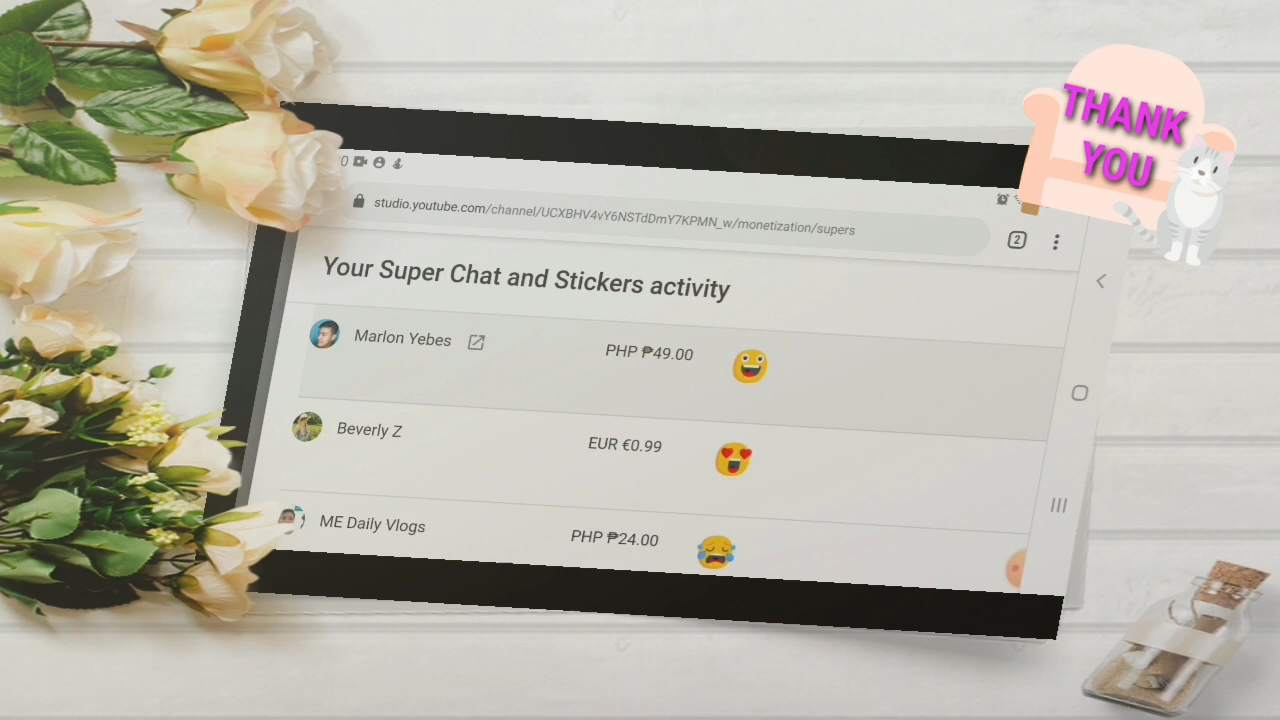 THANK
YOU
studio.youtube.com/channel/UCXBHV4vY6NSTdDmY7KPMN_w/monetization/supers
2
Your Super Chat and Stickers activity
Marlon Yebes PHP ₱49.00
Beverly Z EUR €0.99
ME Daily Vlogs PHP ₱24.00